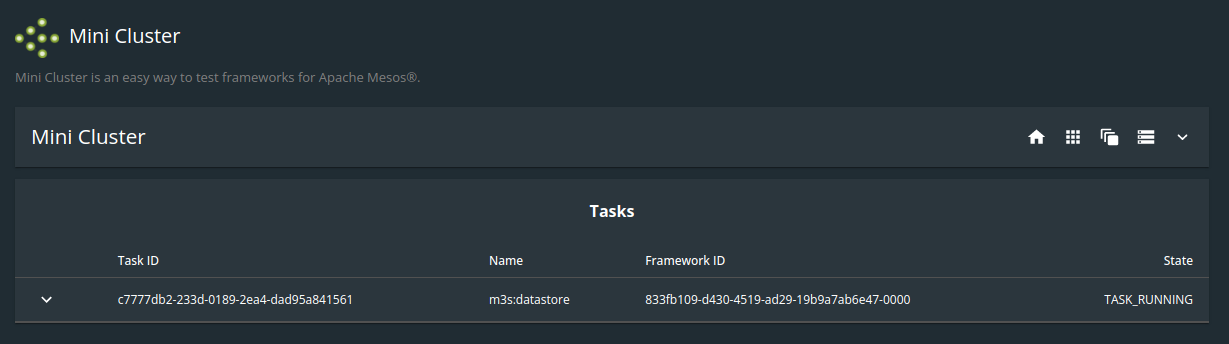 Mini Cluster
Mini Cluster is an easy way to test frameworks for Apache Mesos®.
Mini Cluster
Tasks
Task ID Name Framework ID State
c7777db2-233d-0189-2ea4-dad95a841561 m3s:datastore 833fb109-d430-4519-ad29-19b9a7ab6e47-0000 TASK_RUNNING